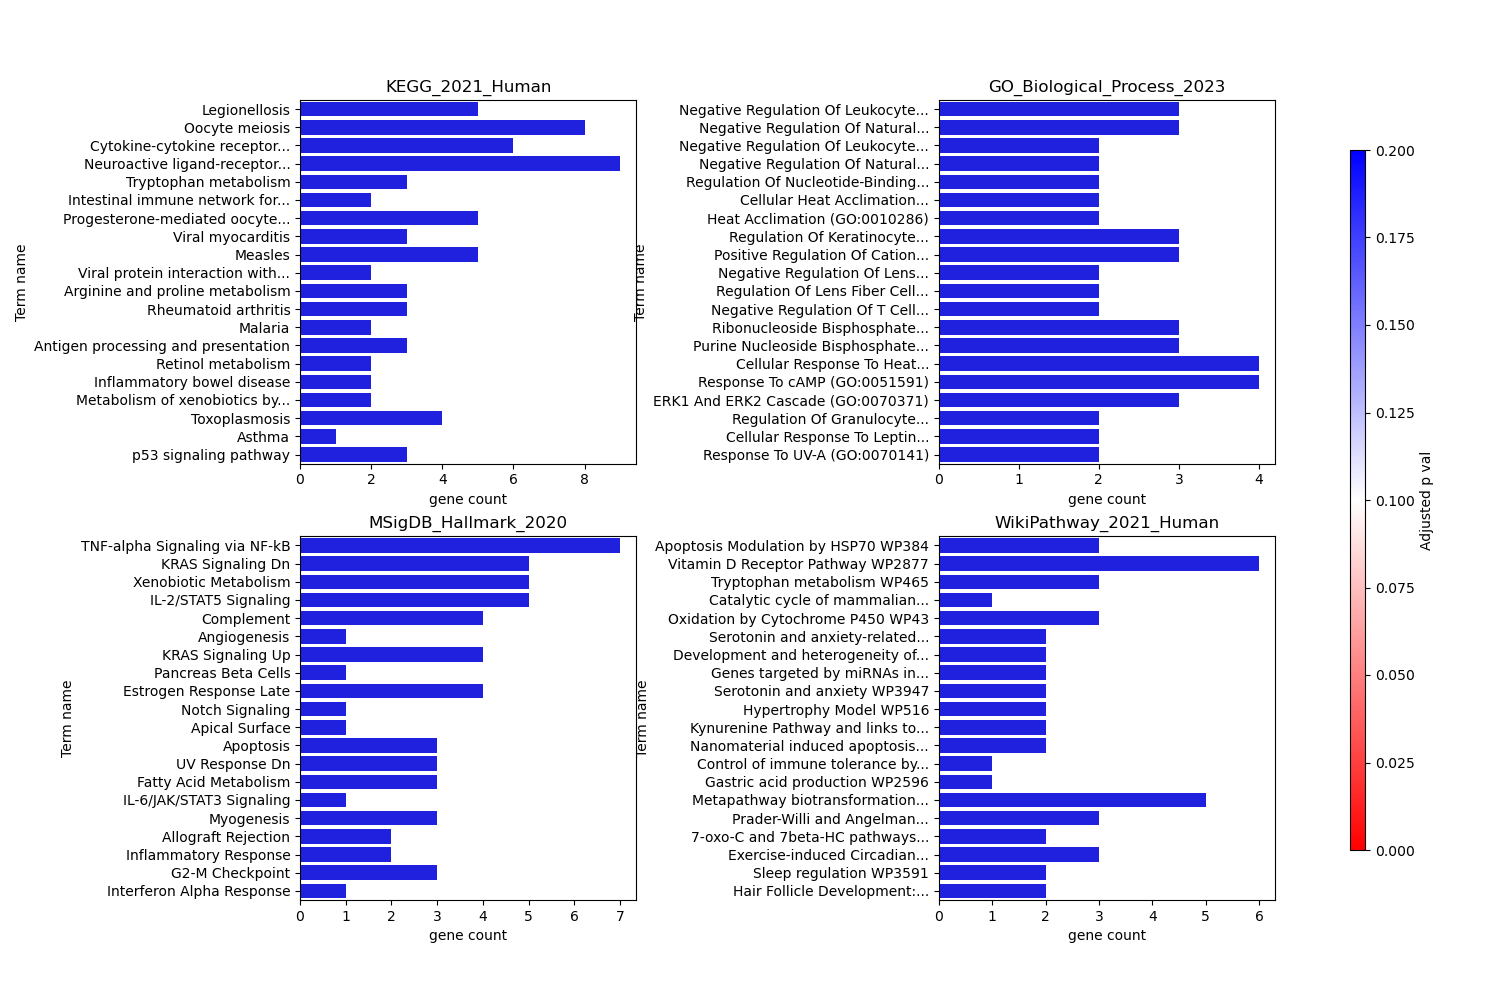 KEGG_2021_Human
Legionellosis
Oocyte meiosis
Cytokine-cytokine receptor...
Neuroactive ligand-receptor...
Tryptophan metabolism
Intestinal immune network for...
Progesterone-mediated oocyte...
Viral myocarditis
Measles
Viral protein interaction with...
Arginine and proline metabolism
Rheumatoid arthritis
Malaria
Antigen processing and presentation
Retinol metabolism
Inflammatory bowel disease
Metabolism of xenobiotics by...
Toxoplasmosis
Asthma
p53 signaling pathway
Term name
0 2 4 6 8
gene count
GO_Biological_Process_2023
Negative Regulation Of Leukocyte...
Negative Regulation Of Natural...
Negative Regulation Of Leukocyte...
Negative Regulation Of Natural...
Regulation Of Nucleotide-Binding...
Cellular Heat Acclimation...
Heat Acclimation (GO:0010286)
Regulation Of Keratinocyte...
Positive Regulation Of Cation...
Negative Regulation Of Lens...
Regulation Of Lens Fiber Cell...
Negative Regulation Of T Cell...
Ribonucleoside Bisphosphate...
Purine Nucleoside Bisphosphate...
Cellular Response To Heat...
Response To cAMP (GO:0051591)
ERK1 And ERK2 Cascade (GO:0070371)
Regulation Of Granulocyte...
Cellular Response To Leptin...
Response To UV-A (GO:0070141)
Term name
0 1 2 3 4
gene count
MSigDB_Hallmark_2020
TNF-alpha Signaling via NF-kB
KRAS Signaling Dn
Xenobiotic Metabolism
IL-2/STAT5 Signaling
Complement
Angiogenesis
KRAS Signaling Up
Pancreas Beta Cells
Estrogen Response Late
Notch Signaling
Apical Surface
Apoptosis
UV Response Dn
Fatty Acid Metabolism
IL-6/JAK/STAT3 Signaling
Myogenesis
Allograft Rejection
Inflammatory Response
G2-M Checkpoint
Interferon Alpha Response
Term name
0 1 2 3 4 5 6 7
gene count
WikiPathway_2021_Human
Apoptosis Modulation by HSP70 WP384
Vitamin D Receptor Pathway WP2877
Tryptophan metabolism WP465
Catalytic cycle of mammalian...
Oxidation by Cytochrome P450 WP43
Serotonin and anxiety-related...
Development and heterogeneity of...
Genes targeted by miRNAs in...
Serotonin and anxiety WP3947
Hypertrophy Model WP516
Kynurenine Pathway and links to...
Nanomaterial induced apoptosis...
Control of immune tolerance by...
Gastric acid production WP2596
Metapathway biotransformation...
Prader-Willi and Angelman...
7-oxo-C and 7beta-HC pathways...
Exercise-induced Circadian...
Sleep regulation WP3591
Hair Follicle Development:...
Term name
0 1 2 3 4 5 6
gene count
0.200
0.175
0.150
0.125
0.100
0.075
0.050
0.025
0.000
Adjusted p val